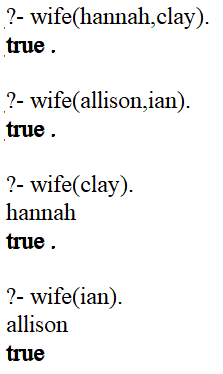 ?- wife(hannah,clay).
true .
?- wife(allison,ian).
true .
?- wife(clay).
hannah
true .
?- wife(ian).
allison
true